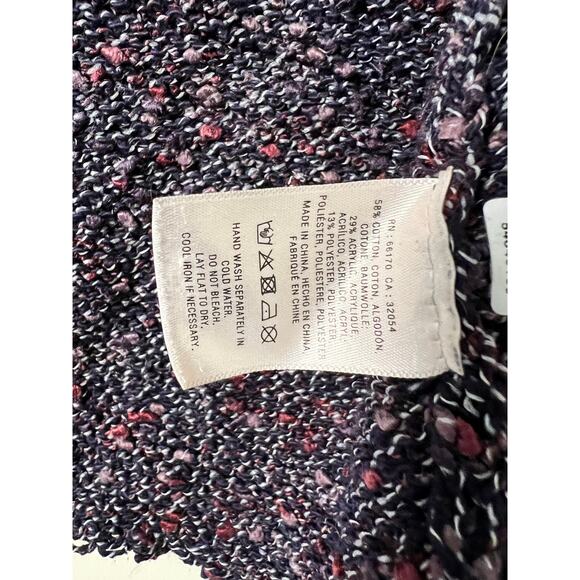 RN: 66170 CA: 32054
58% COTTON, COTON, ALGODÓN,
COTONE, BAUMWOLLE;
29% ACRYLIC, ACRYLIQUE,
ACRÍLICO, ACRILICO, ACRYL;
13% POLYESTER, POLYESTER,
POLIÉSTER, POLIESTERE, POLYESTER
MADE IN CHINA, HECHO EN CHINA,
FABRIQUÉ EN CHINE
HAND WASH SEPARATELY IN
COLD WATER.
DO NOT BLEACH.
LAY FLAT TO DRY.
COOL IRON IF NECESSARY.